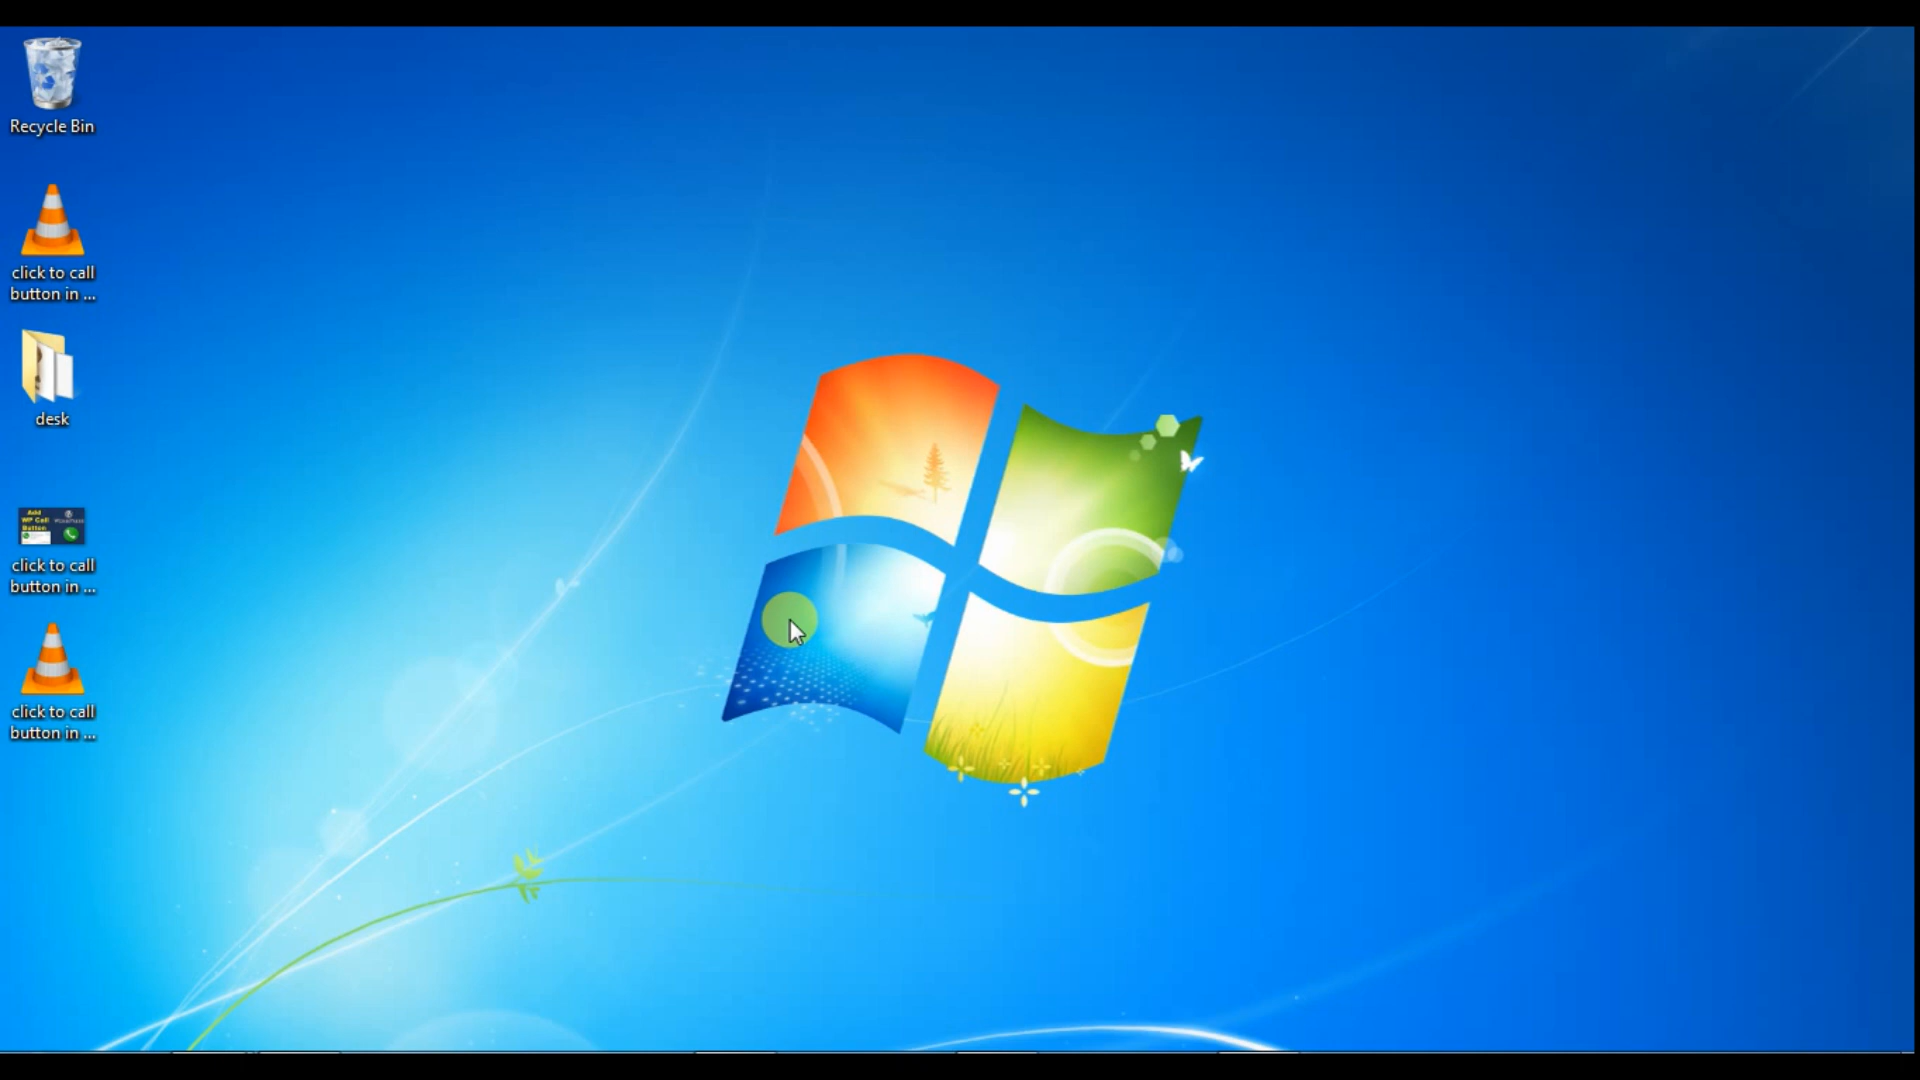 Recycle Bin
click to call
button in ...
desk
Add
WP Call
Button
click to call
button in ...
click to call
button in ...